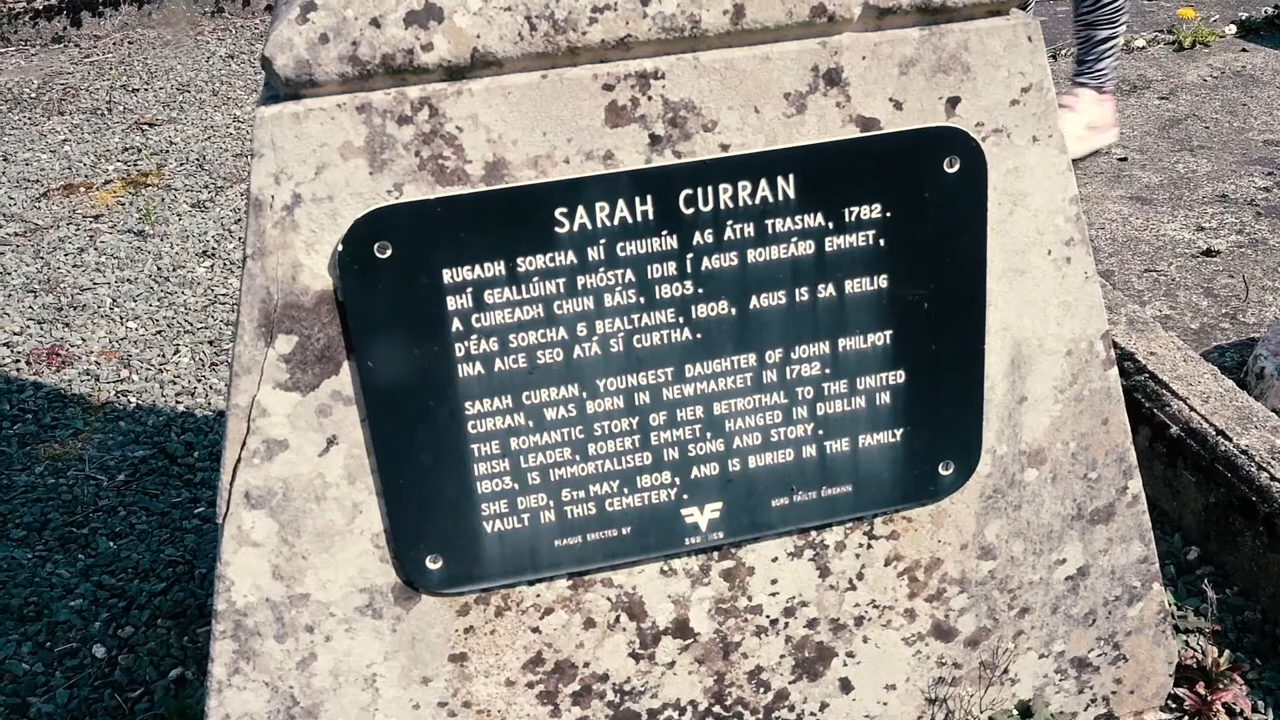 SARAH CURRAN
RUGADH SORCHA NÍ CHUIRÍN AG ÁTH TRASNA, 1782.
BHÍ GEALLÚINT PHÓSTA IDIR Í AGUS ROIBEÁRD EMMET,
A CUIREADH CHUN BÁIS, 1803.
D'ÉAG SORCHA 5 BEALTAINE, 1808, AGUS IS SA REILIG
INA AICE SEO ATÁ SÍ CURTHA.
SARAH CURRAN, YOUNGEST DAUGHTER OF JOHN PHILPOT
CURRAN, WAS BORN IN NEWMARKET IN 1782.
THE ROMANTIC STORY OF HER BETROTHAL TO THE UNITED
IRISH LEADER, ROBERT EMMET, HANGED IN DUBLIN IN
1803, IS IMMORTALISED IN SONG AND STORY.
SHE DIED, 5TH MAY, 1808, AND IS BURIED IN THE FAMILY
VAULT IN THIS CEMETERY.
PLAQUE ERECTED BY
BORD FÁILTE ÉIREANN